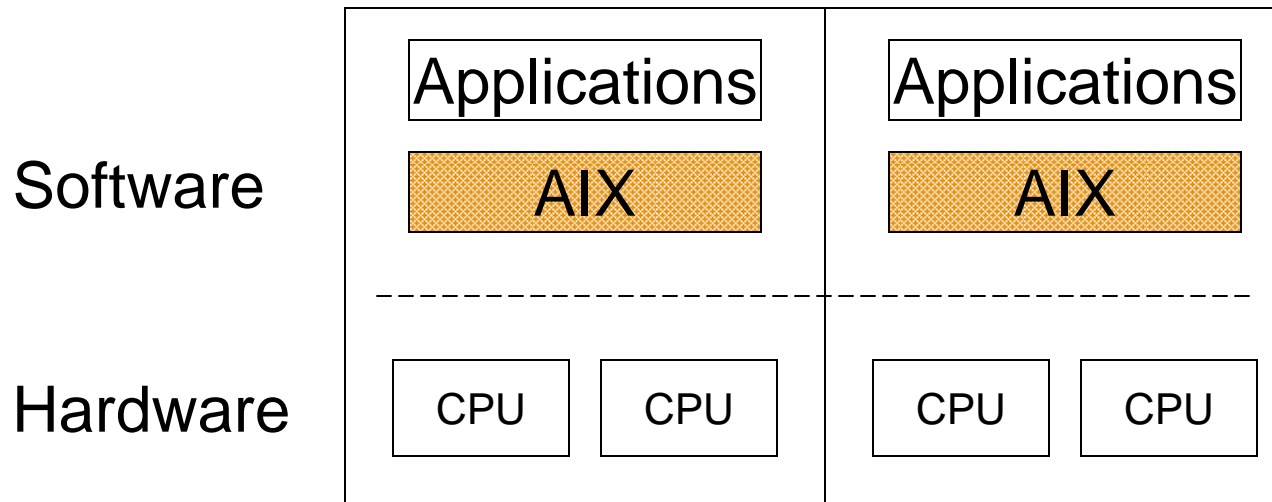 Applications Applications
Software AIX AIX
Hardware CPU CPU CPU CPU